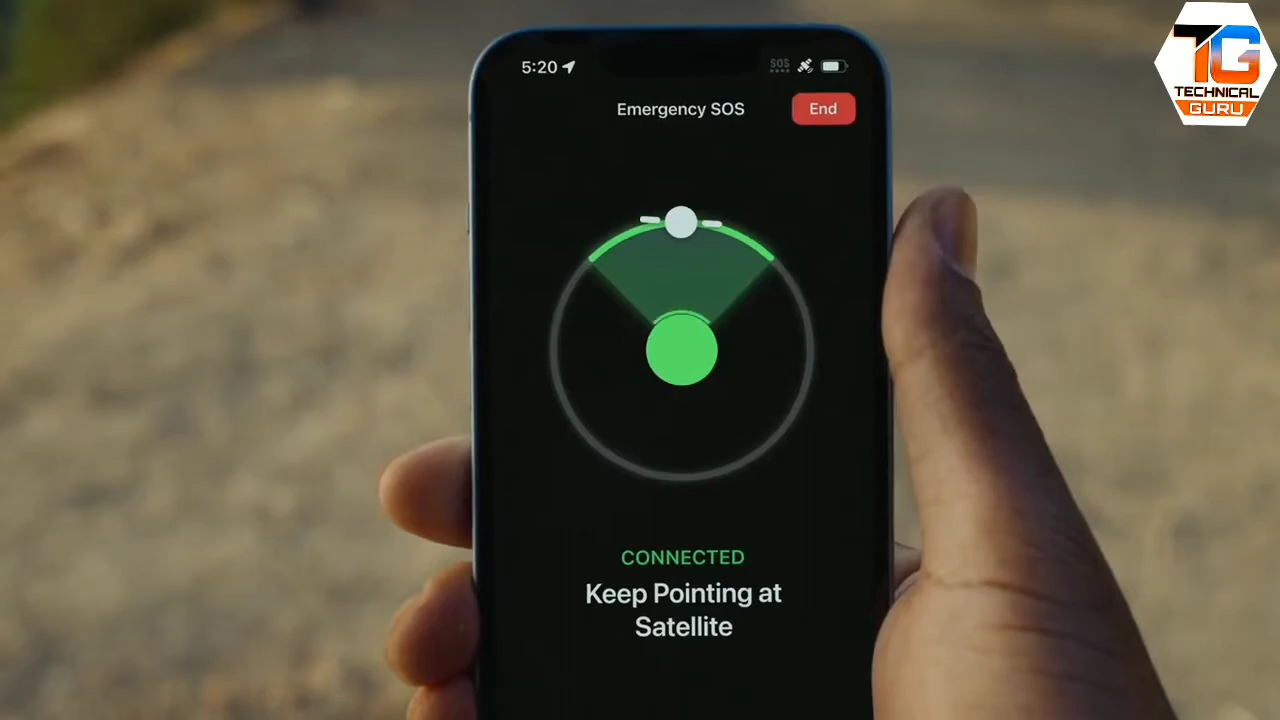 5:20
SOS
Emergency SOS
End
CONNECTED
Keep Pointing at
Satellite
TG
TECHNICAL
GURU